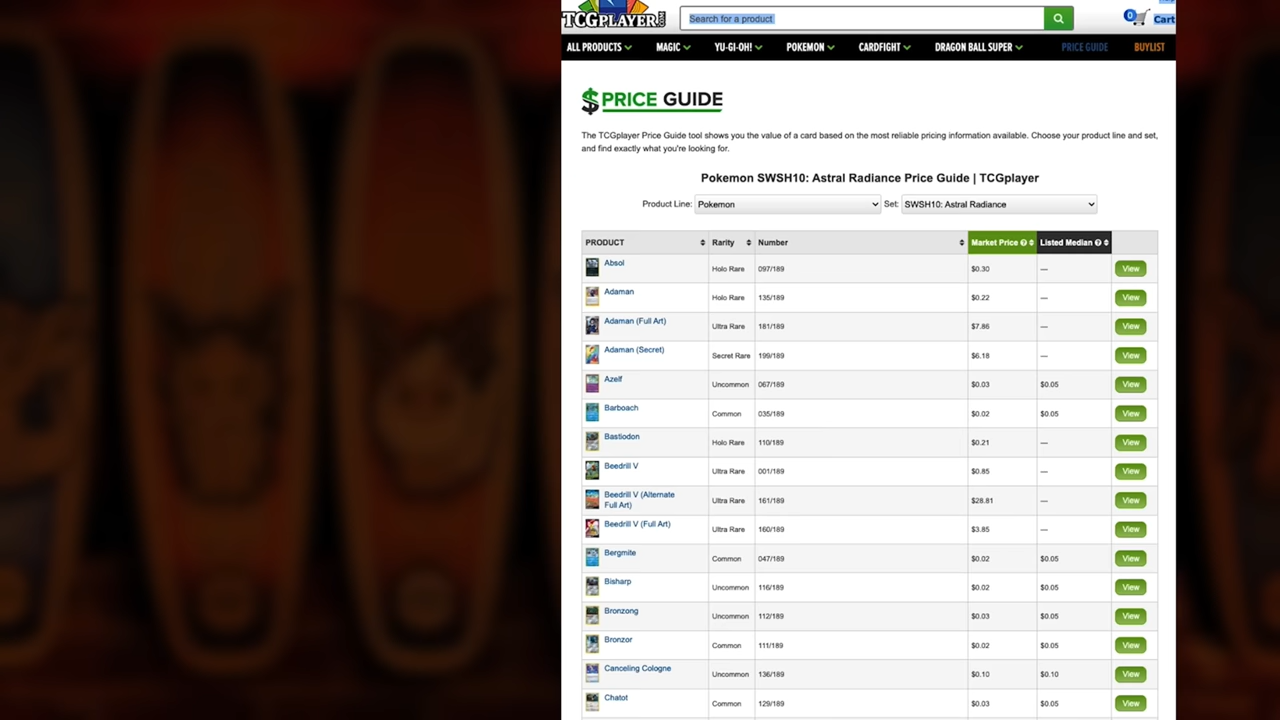 Help
TCGPLAYER.COM
Search for a product
0
Cart
ALL PRODUCTS MAGIC YU-GI-OH! POKEMON CARDFIGHT DRAGON BALL SUPER PRICE GUIDE BUYLIST
$PRICE GUIDE
The TCGplayer Price Guide tool shows you the value of a card based on the most reliable pricing information available. Choose your product line and set,
and find exactly what you're looking for.
Pokemon SWSH10: Astral Radiance Price Guide | TCGplayer
Product Line: Pokemon Set: SWSH10: Astral Radiance
PRODUCT Rarity Number Market Price ? Listed Median ?
Absol Holo Rare 097/189 $0.30 — View
Adaman Holo Rare 135/189 $0.22 — View
Adaman (Full Art) Ultra Rare 181/189 $7.86 — View
Adaman (Secret) Secret Rare 199/189 $6.18 — View
Azelf Uncommon 067/189 $0.03 $0.05 View
Barboach Common 035/189 $0.02 $0.05 View
Bastiodon Holo Rare 110/189 $0.21 — View
Beedrill V Ultra Rare 001/189 $0.85 — View
Beedrill V (Alternate
Full Art) Ultra Rare 161/189 $28.81 — View
Beedrill V (Full Art) Ultra Rare 160/189 $3.85 — View
Bergmite Common 047/189 $0.02 $0.05 View
Bisharp Uncommon 116/189 $0.02 $0.05 View
Bronzong Uncommon 112/189 $0.03 $0.05 View
Bronzor Common 111/189 $0.02 $0.05 View
Canceling Cologne Uncommon 136/189 $0.10 $0.10 View
Chatot Common 129/189 $0.03 $0.05 View